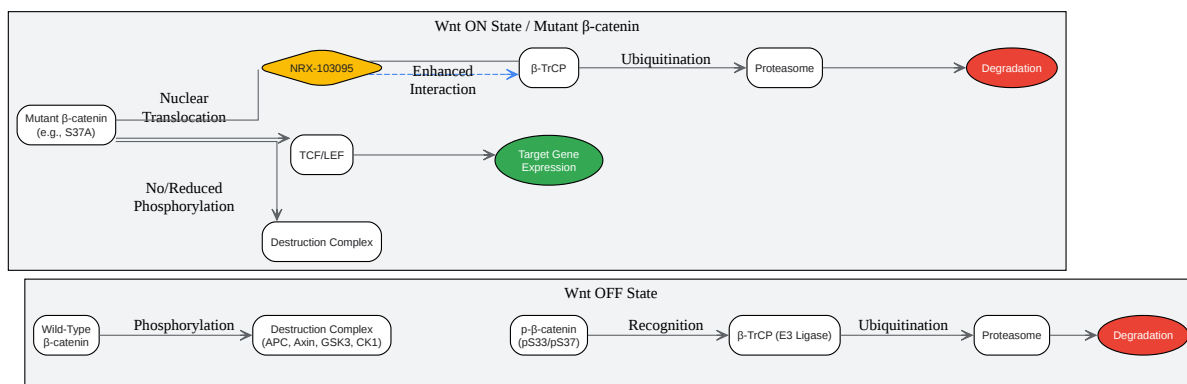 Wnt ON State / Mutant β-catenin
NRX-103095
Enhanced
Interaction
β-TrCP
Ubiquitination
Proteasome
Degradation
Mutant β-catenin
(e.g., S37A)
Nuclear
Translocation
TCF/LEF
Target Gene
Expression
No/Reduced
Phosphorylation
Destruction Complex
Wnt OFF State
Wild-Type
β-catenin
Phosphorylation
Destruction Complex
(APC, Axin, GSK3, CK1)
p-β-catenin
(pS33/pS37)
Recognition
β-TrCP (E3 Ligase)
Ubiquitination
Proteasome
Degradation